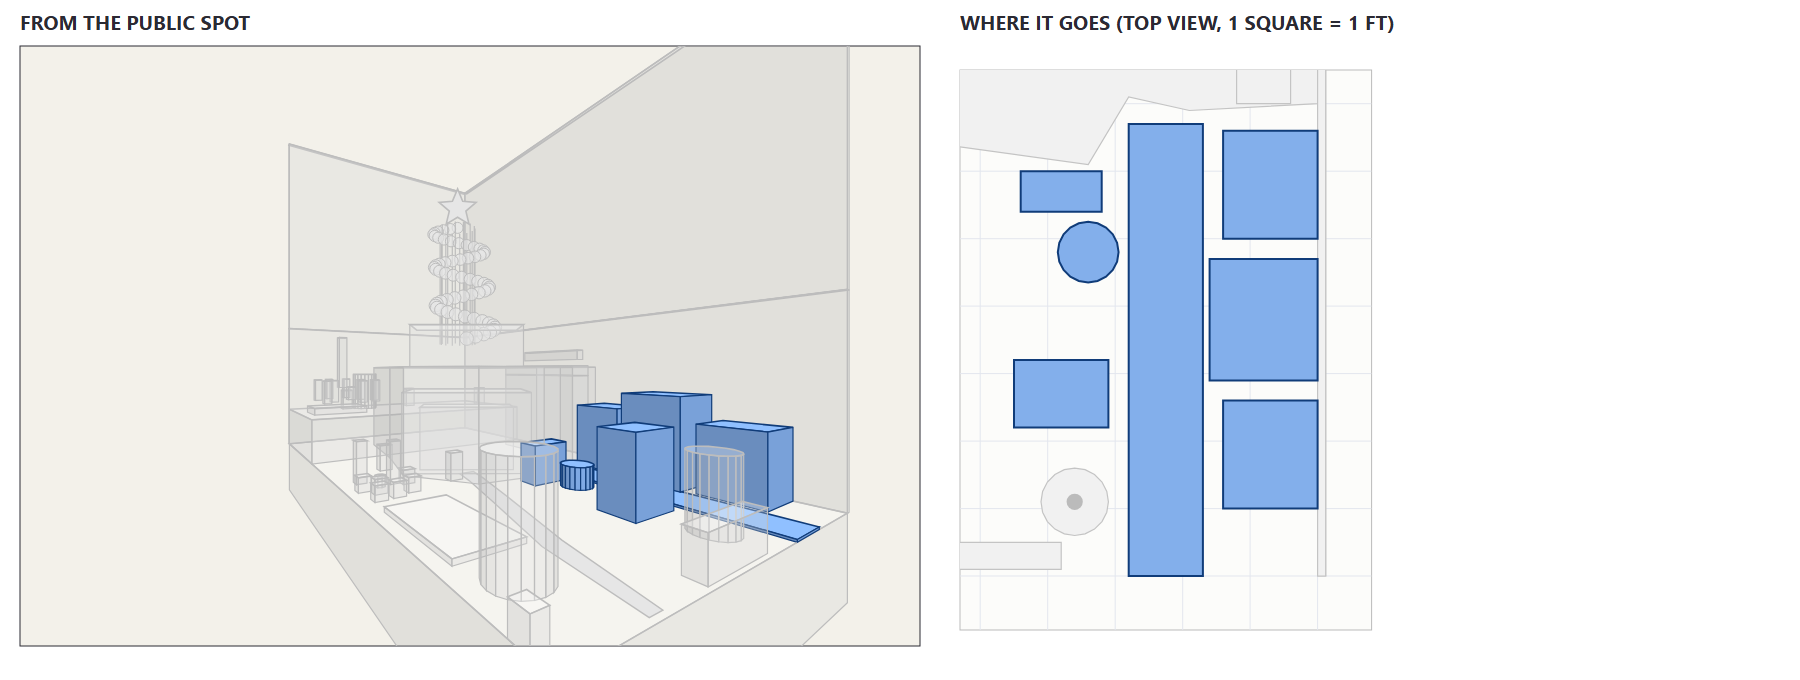 FROM THE PUBLIC SPOT
WHERE IT GOES (TOP VIEW, 1 SQUARE = 1 FT)